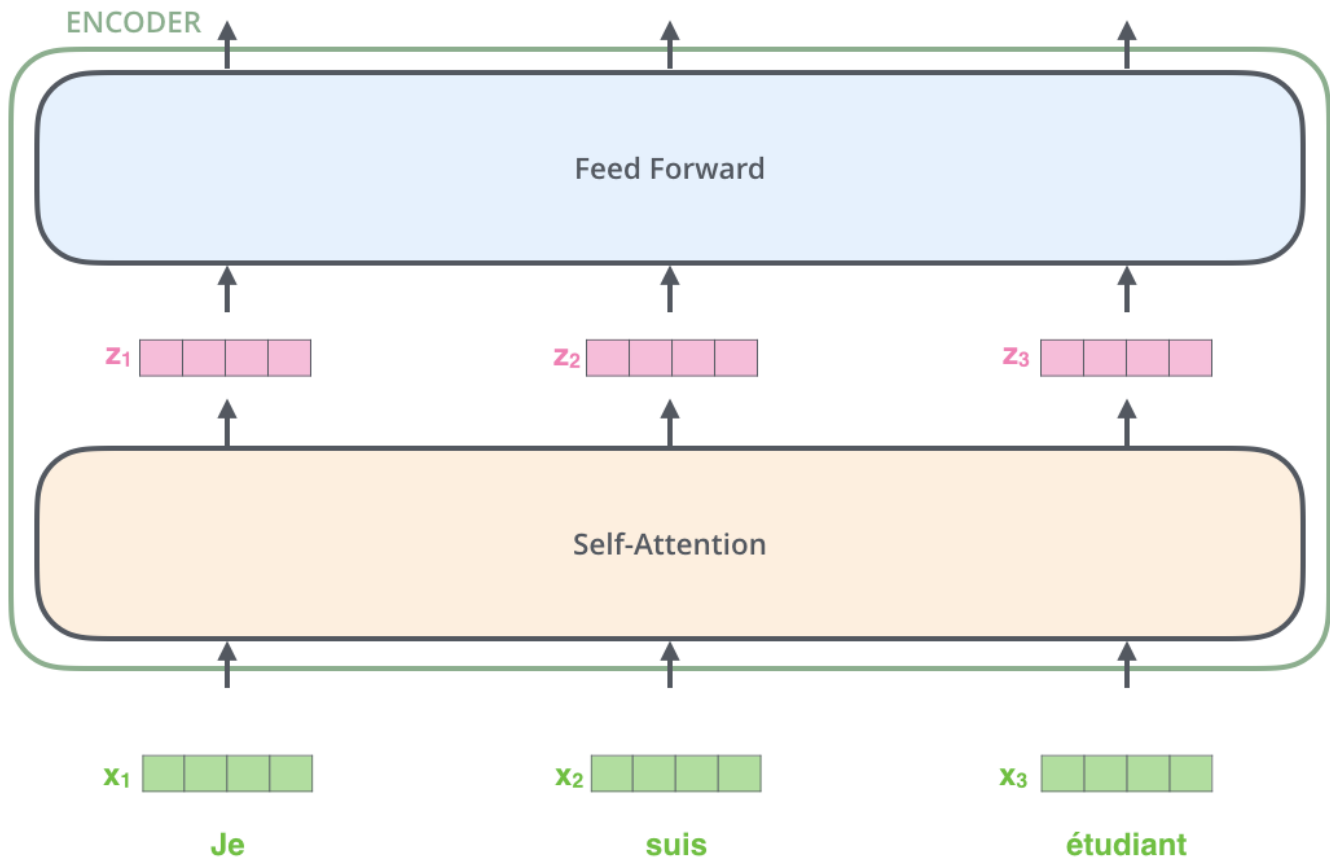 ENCODER
Feed Forward
z₁ z₂ z₃
Self-Attention
x₁ x₂ x₃
Je suis étudiant